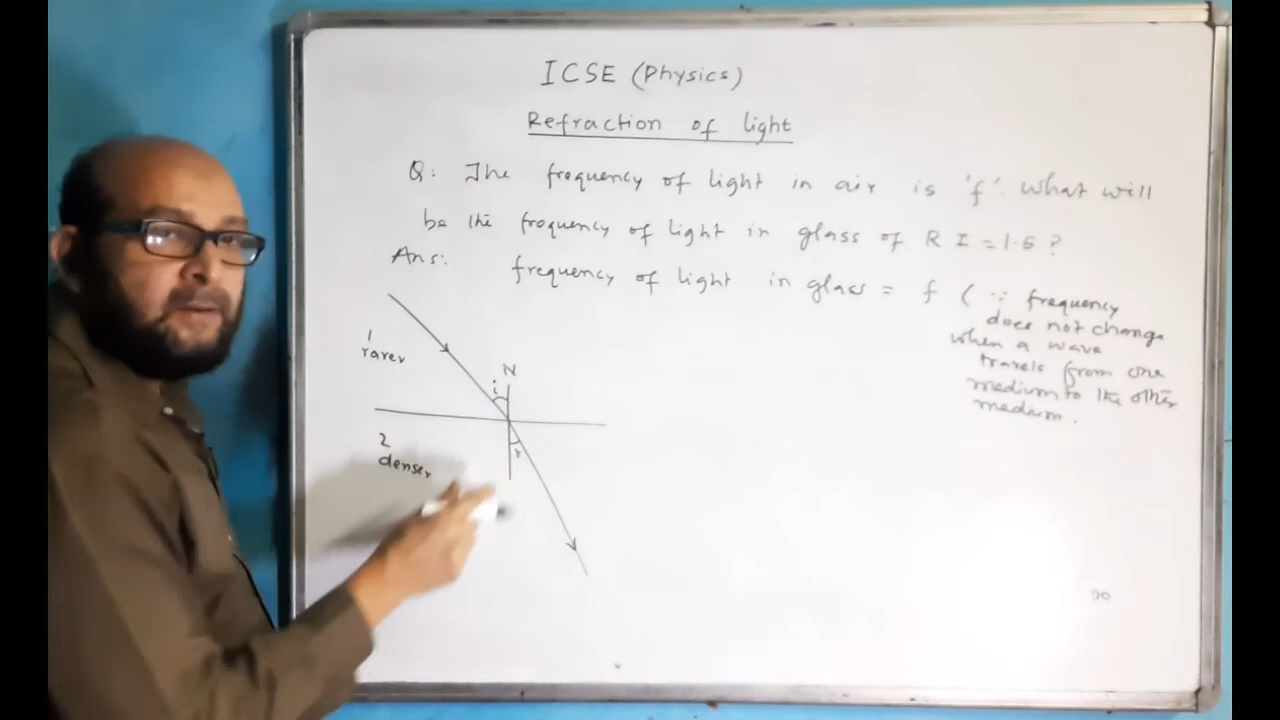 ICSE (Physics)
Refraction of light
Q: The frequency of light in air is 'f'. What will
be the frequency of light in glass of R I = 1.5 ?
Ans: frequency of light in glass = f ( ∵ frequency
does not change
when a wave
travels from one
medium to the other
medium.
1
rarer
N
i
2
denser
r